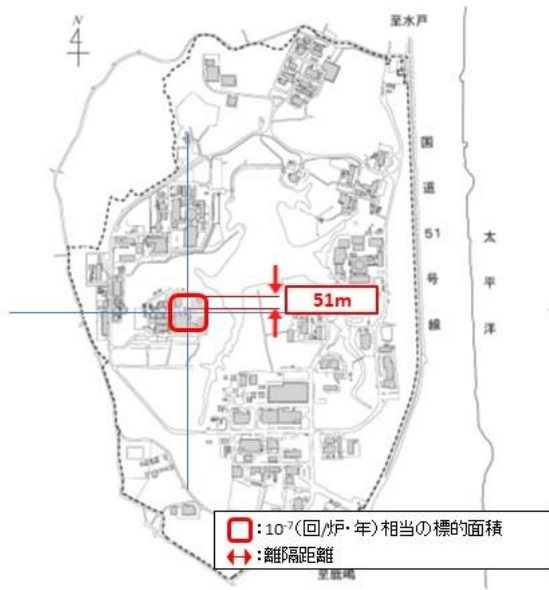 至水戸
N
国道51号線
太平洋
51m
:10⁻⁷(回/炉・年)相当の標的面積
:離隔距離
至鹿嶋